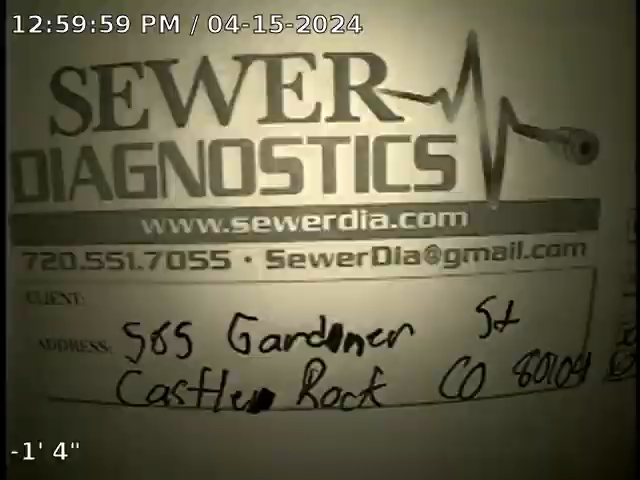 12:59:59 PM / 04-15-2024
SEWER
DIAGNOSTICS
www.sewerdia.com
720.551.7055 • SewerDia@gmail.com
CLIENT:
ADDRESS: 505 Gardner St
Castle Rock CO 80104
-1' 4"